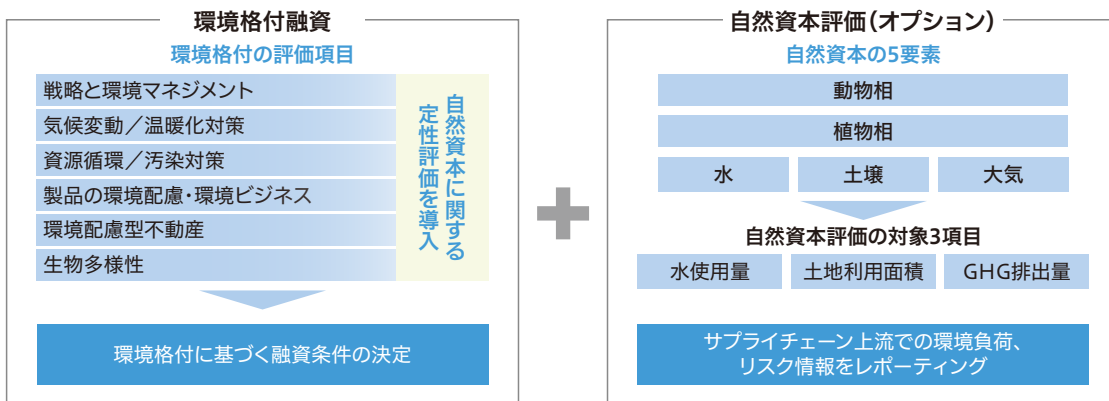 環境格付融資
環境格付の評価項目
戦略と環境マネジメント
気候変動／温暖化対策
資源循環／汚染対策
製品の環境配慮・環境ビジネス
環境配慮型不動産
生物多様性
自然資本に関する
定性評価を導入
環境格付に基づく融資条件の決定
自然資本評価（オプション）
自然資本の5要素
動物相
植物相
水
土壌
大気
自然資本評価の対象3項目
水使用量
土地利用面積
GHG排出量
サプライチェーン上流での環境負荷、
リスク情報をレポーティング